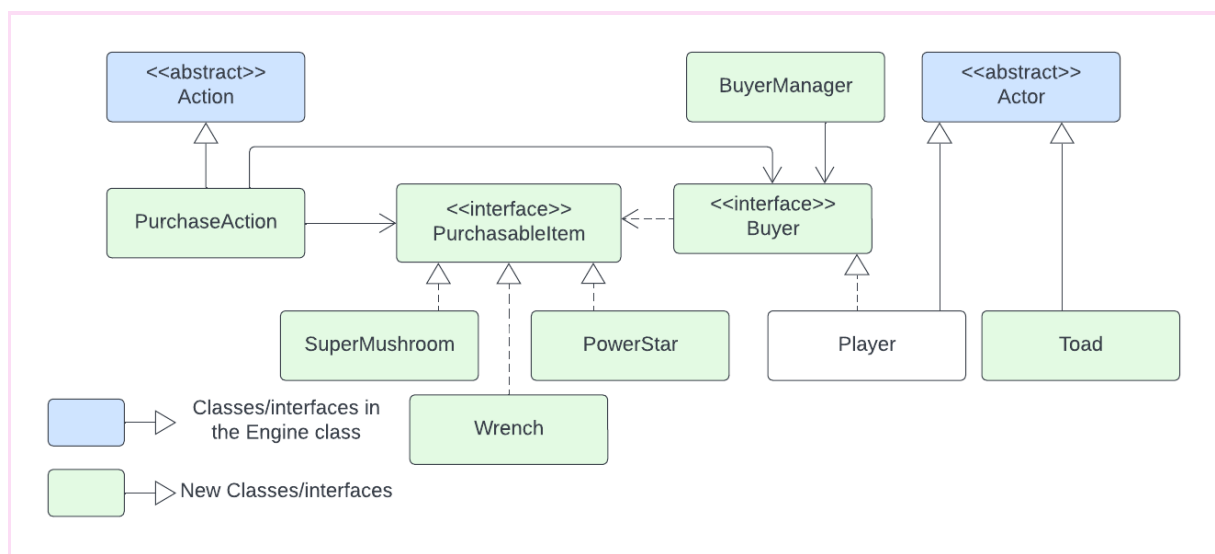 <<abstract>>
Action
BuyerManager
<<abstract>>
Actor
PurchaseAction
<<interface>>
PurchasableItem
<<interface>>
Buyer
SuperMushroom
PowerStar
Player
Toad
Classes/interfaces in
the Engine class
Wrench
New Classes/interfaces